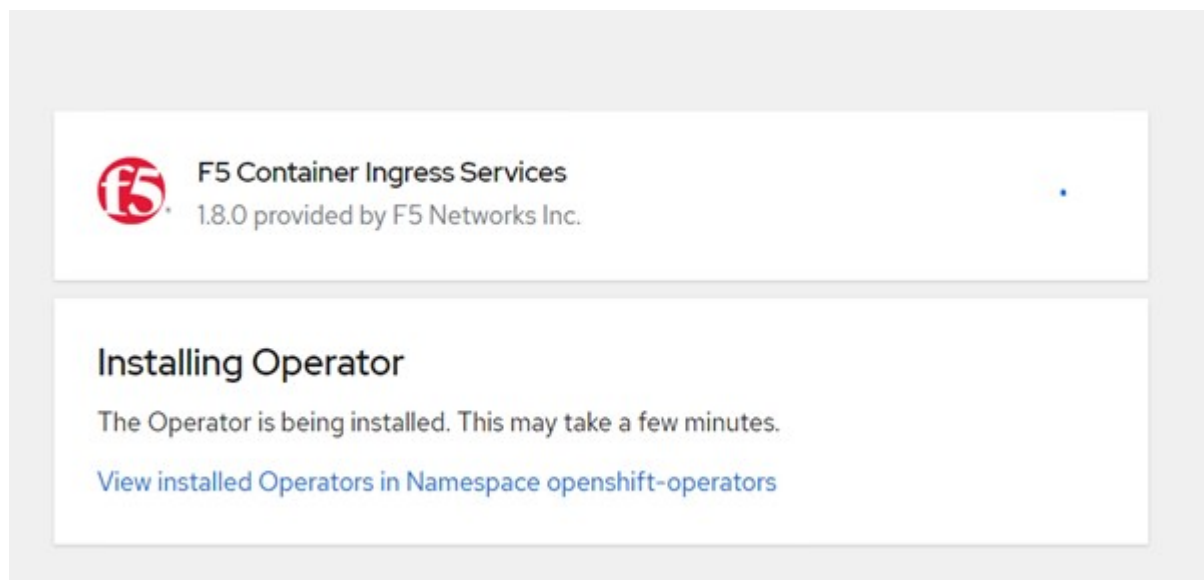 f5
F5 Container Ingress Services
1.8.0 provided by F5 Networks Inc.
Installing Operator
The Operator is being installed. This may take a few minutes.
View installed Operators in Namespace openshift-operators